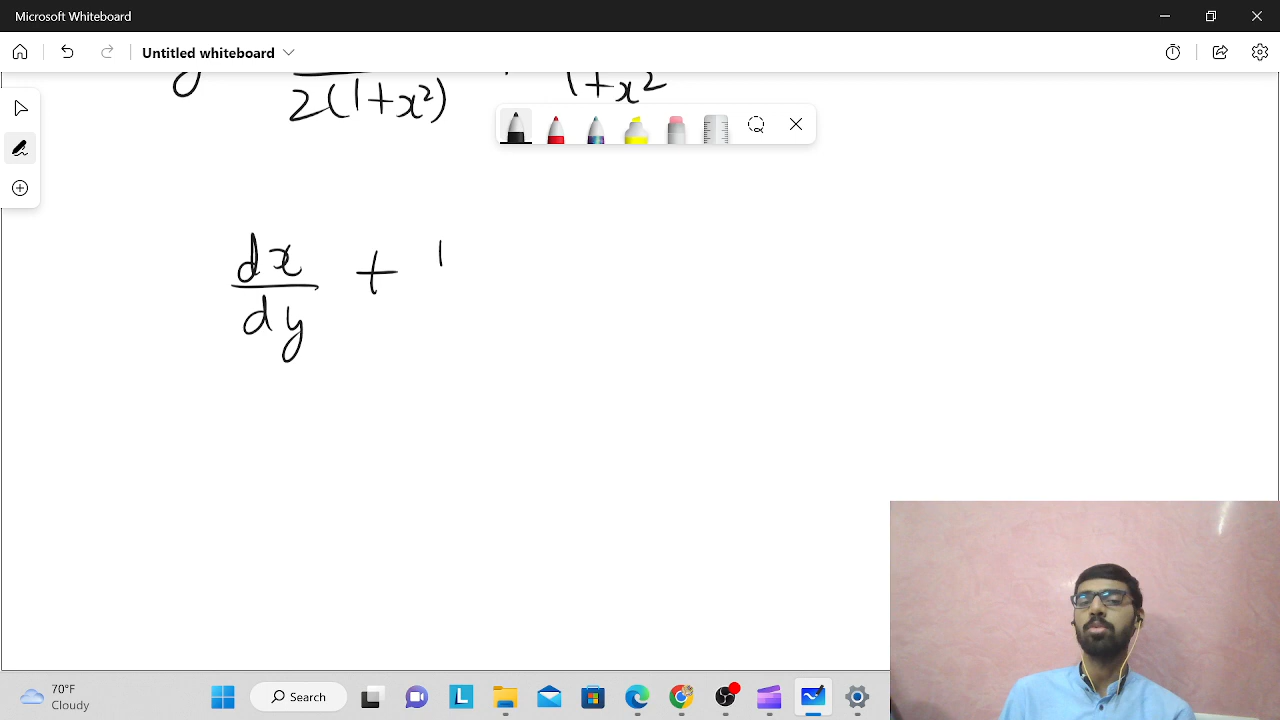 Microsoft Whiteboard
Untitled whiteboard
2(1+x²) 1+x²
dx/dy +
70°F
Cloudy
Search